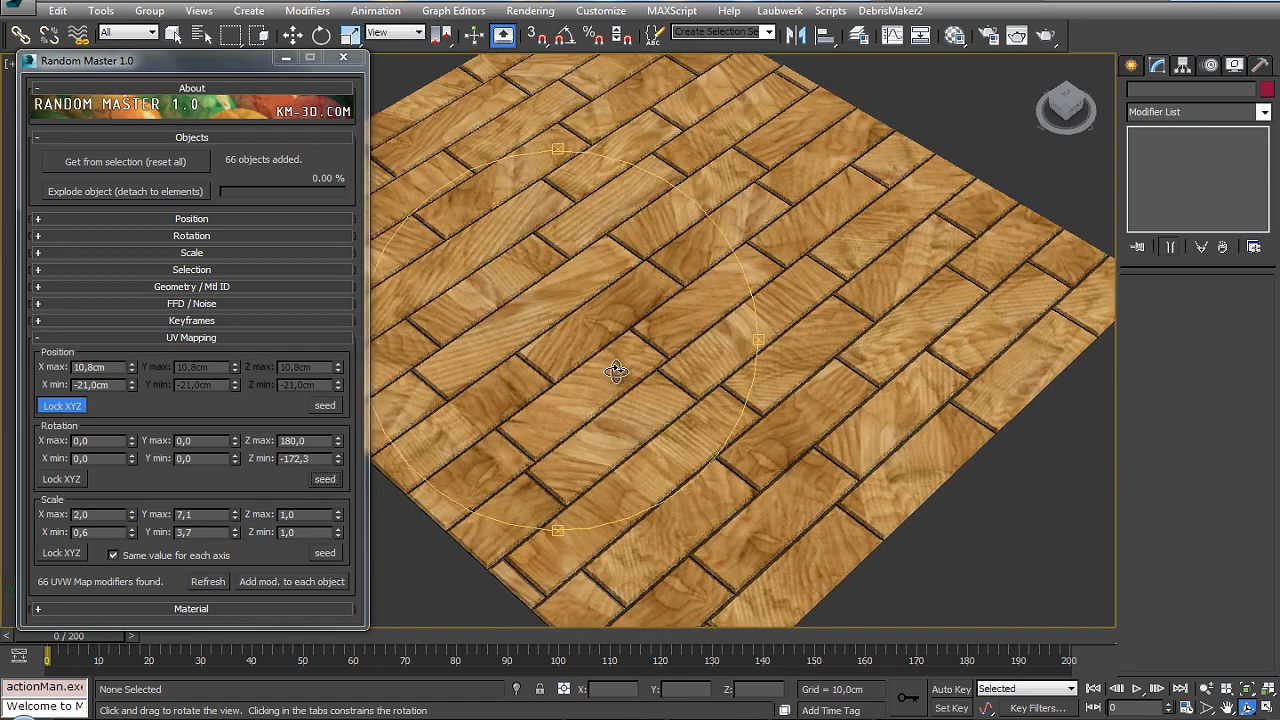 Edit Tools Group Views Create Modifiers Animation Graph Editors Rendering Customize MAXScript Help Laubwerk Scripts DebrisMaker2
All View Create Selection Se
Random Master 1.0
About
RANDOM MASTER 1.0 KM-3D.COM
Objects
Get from selection (reset all) 66 objects added.
0.00 %
Explode object (detach to elements)
Position
Rotation
Scale
Selection
Geometry / Mtl ID
FFD / Noise
Keyframes
UV Mapping
Position
X max: 10,8cm Y max: 10,8cm Z max: 10,8cm
X min: -21,0cm Y min: -21,0cm Z min: -21,0cm
Lock XYZ seed
Rotation
X max: 0,0 Y max: 0,0 Z max: 180,0
X min: 0,0 Y min: 0,0 Z min: -172,3
Lock XYZ seed
Scale
X max: 2,0 Y max: 7,1 Z max: 1,0
X min: 0,6 Y min: 3,7 Z min: 1,0
Lock XYZ Same value for each axis seed
66 UVW Map modifiers found. Refresh Add mod. to each object
Material
Modifier List
0 / 200
0 10 20 30 40 50 60 70 80 90 100 110 120 130 140 150 160 170 180 190 200
actionMan.exe None Selected X: Y: Z: Grid = 10,0cm Auto Key Selected
Welcome to M Click and drag to rotate the view. Clicking in the tabs constrains the rotation Add Time Tag Set Key Key Filters... 0